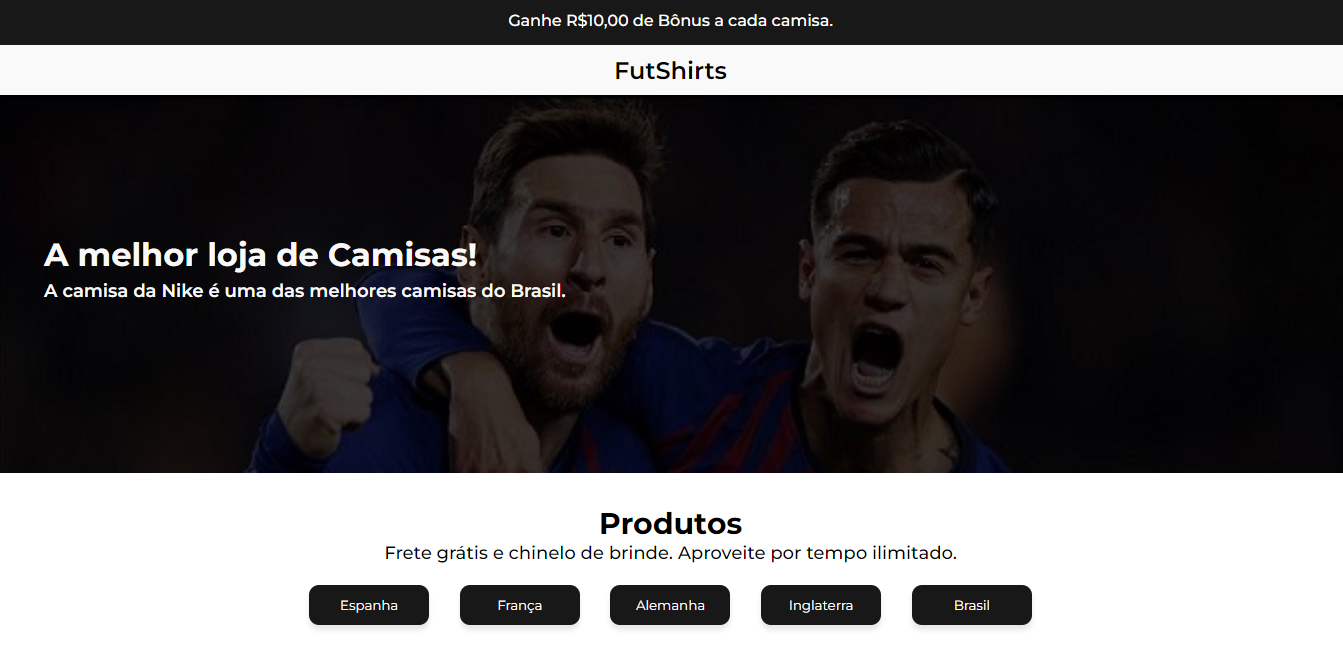 Ganhe R$10,00 de Bônus a cada camisa.
FutShirts
A melhor loja de Camisas!
A camisa da Nike é uma das melhores camisas do Brasil.
Produtos
Frete grátis e chinelo de brinde. Aproveite por tempo ilimitado.
Espanha
França
Alemanha
Inglaterra
Brasil